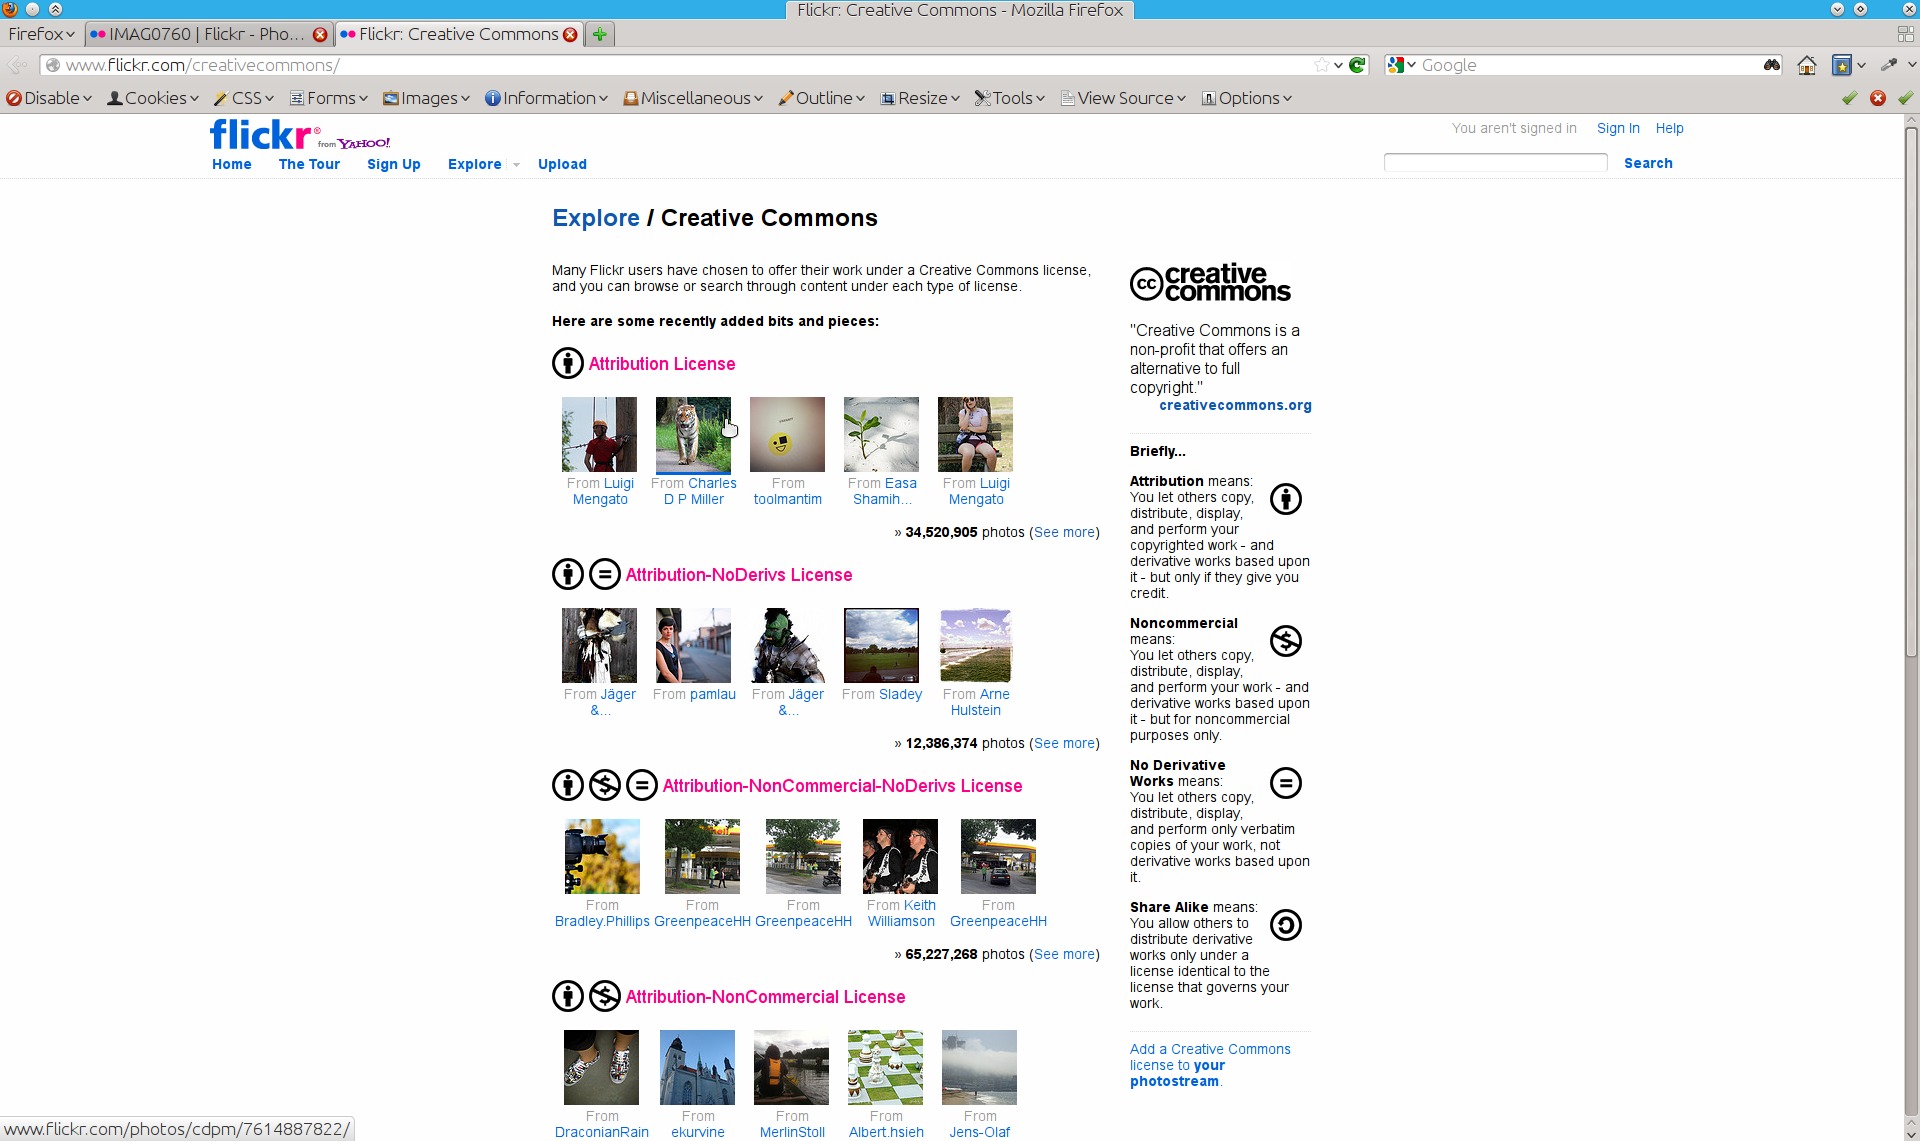 Flickr: Creative Commons - Mozilla Firefox
Firefox
IMAG0760 | Flickr - Pho...
Flickr: Creative Commons
www.flickr.com/creativecommons/
Google
Disable
Cookies
CSS
Forms
Images
Information
Miscellaneous
Outline
Resize
Tools
View Source
Options
flickr® from YAHOO!
You aren't signed in Sign In Help
Home The Tour Sign Up Explore Upload
Search
Explore / Creative Commons
Many Flickr users have chosen to offer their work under a Creative Commons license,
and you can browse or search through content under each type of license.
Here are some recently added bits and pieces:
Attribution License
From Luigi
Mengato
From Charles
D P Miller
From
toolmantim
From Easa
Shamih...
From Luigi
Mengato
» 34,520,905 photos (See more)
Attribution-NoDerivs License
From Jäger
&...
From pamlau
From Jäger
&...
From Sladey
From Arne
Hulstein
» 12,386,374 photos (See more)
Attribution-NonCommercial-NoDerivs License
From
Bradley.Phillips
From
GreenpeaceHH
From
GreenpeaceHH
From Keith
Williamson
From
GreenpeaceHH
» 65,227,268 photos (See more)
Attribution-NonCommercial License
From
DraconianRain
From
ekurvine
From
MerlinStoll
From
Albert.hsieh
From
Jens-Olaf
cc creative
commons
"Creative Commons is a
non-profit that offers an
alternative to full
copyright."
creativecommons.org
Briefly...
Attribution means:
You let others copy,
distribute, display,
and perform your
copyrighted work - and
derivative works based upon
it - but only if they give you
credit.
Noncommercial
means:
You let others copy,
distribute, display,
and perform your work - and
derivative works based upon
it - but for noncommercial
purposes only.
No Derivative
Works means:
You let others copy,
distribute, display,
and perform only verbatim
copies of your work, not
derivative works based upon
it.
Share Alike means:
You allow others to
distribute derivative
works only under a
license identical to the
license that governs your
work.
Add a Creative Commons
license to your
photostream.
www.flickr.com/photos/cdpm/7614887822/